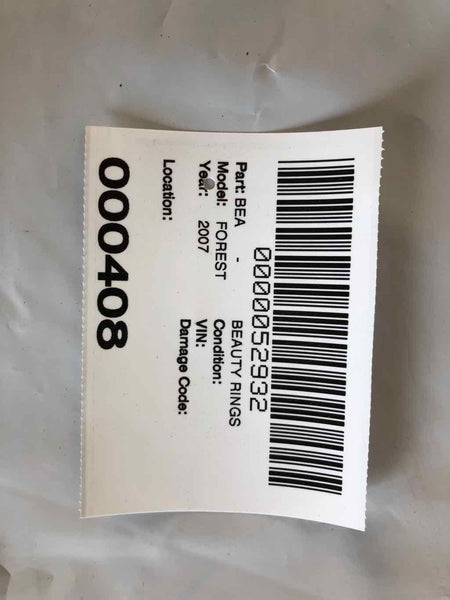 0000052932
Part: BEA - BEAUTY RINGS
Model: FOREST Condition:
Year: 2007 VIN:
Damage Code:
Location:
000408